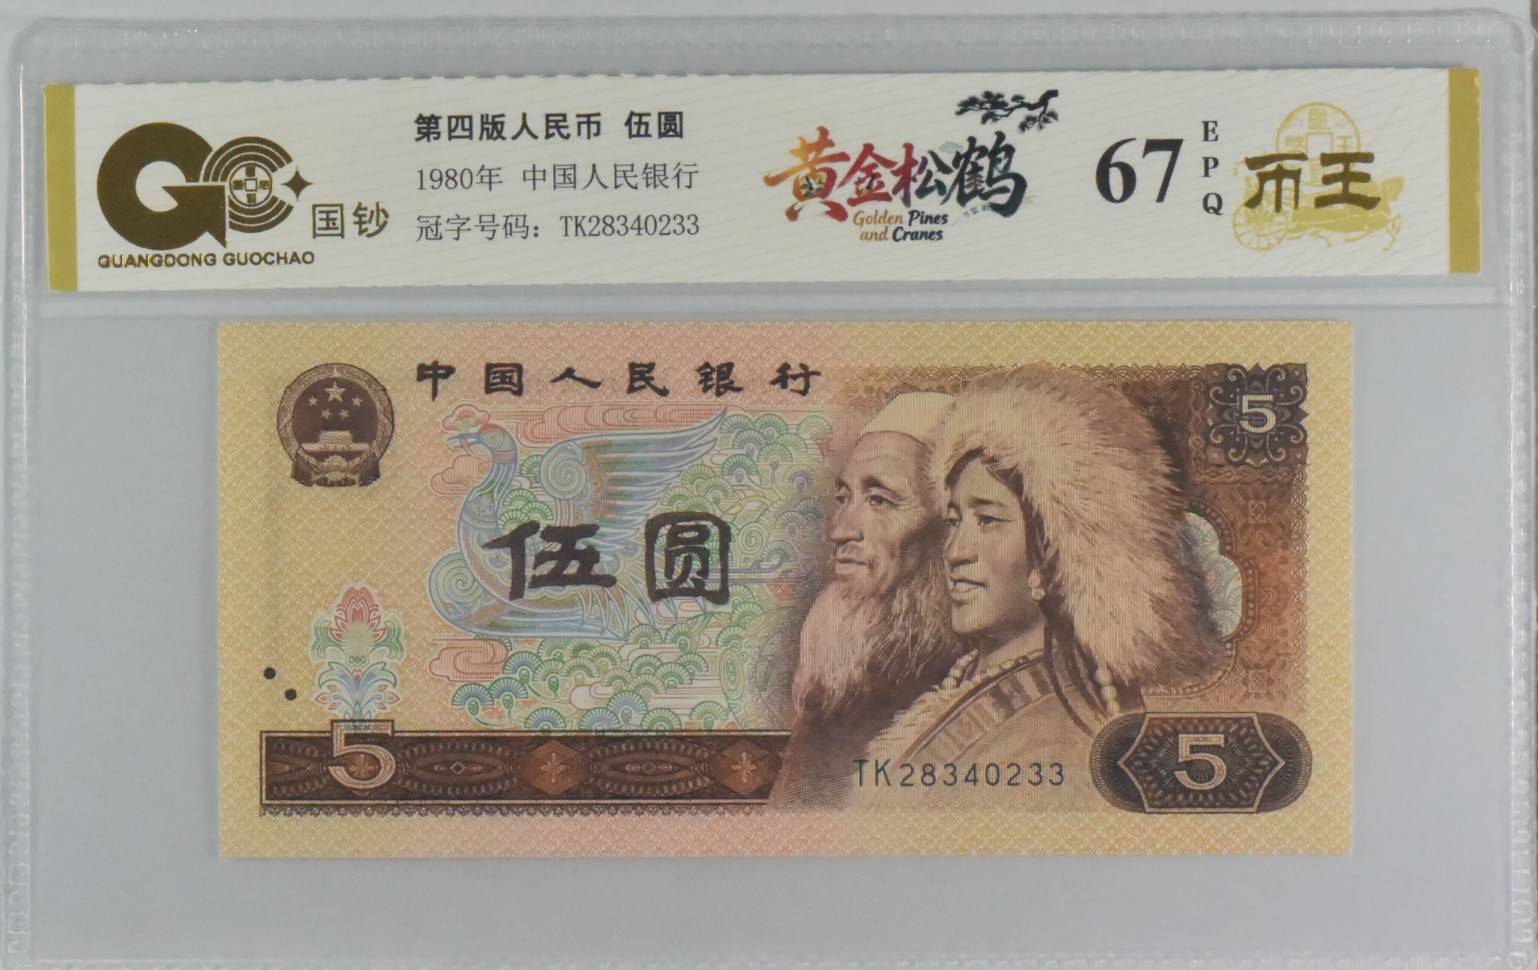 第四版人民币 伍圆
1980年 中国人民银行
冠字号码：TK28340233
国钞
GUANGDONG GUOCHAO
黄金松鹤
Golden Pines
and Cranes
67
EPQ
币王
中国人民银行
5
伍圆
5
TK28340233
5